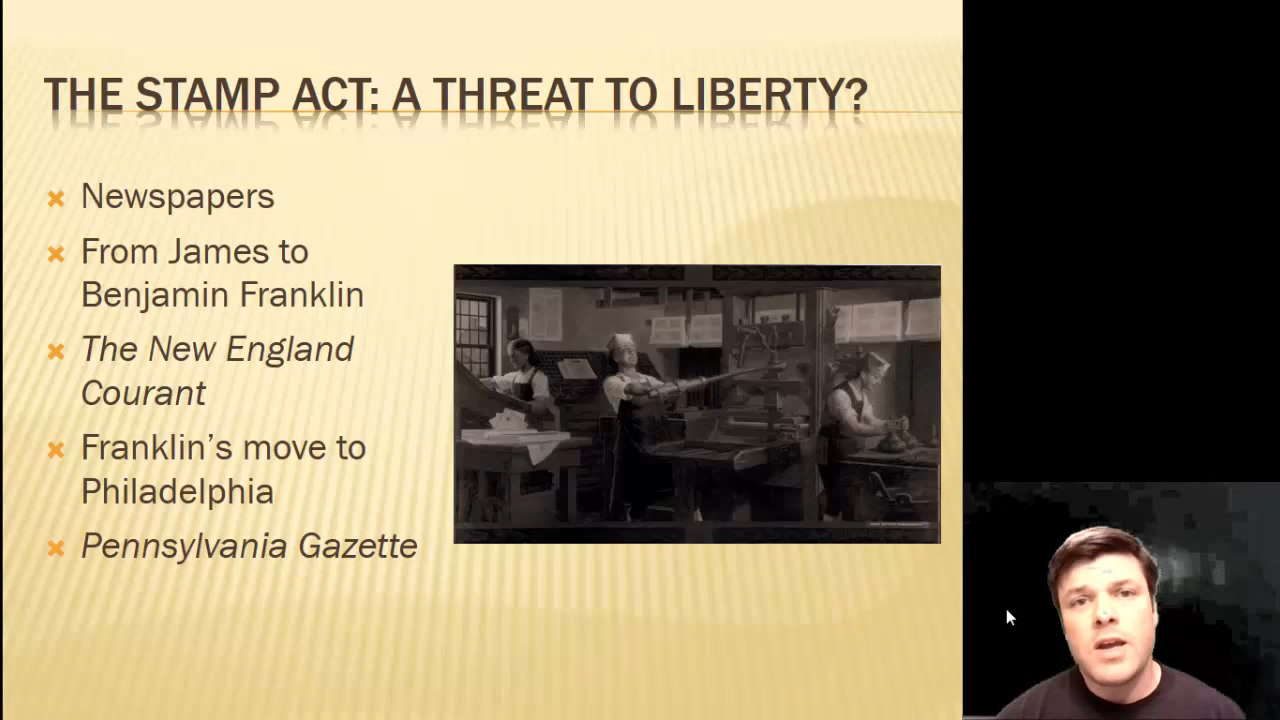 THE STAMP ACT: A THREAT TO LIBERTY?
Newspapers
From James to
Benjamin Franklin
The New England
Courant
Franklin’s move to
Philadelphia
Pennsylvania Gazette